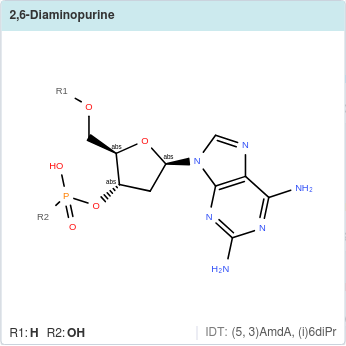 2,6-Diaminopurine
R1
O
abs
O
abs
N
N
HO
abs
P
O
R2
O
N
N
NH₂
H₂N
R1: H R2: OH
IDT: (5, 3)AmdA, (i)6diPr